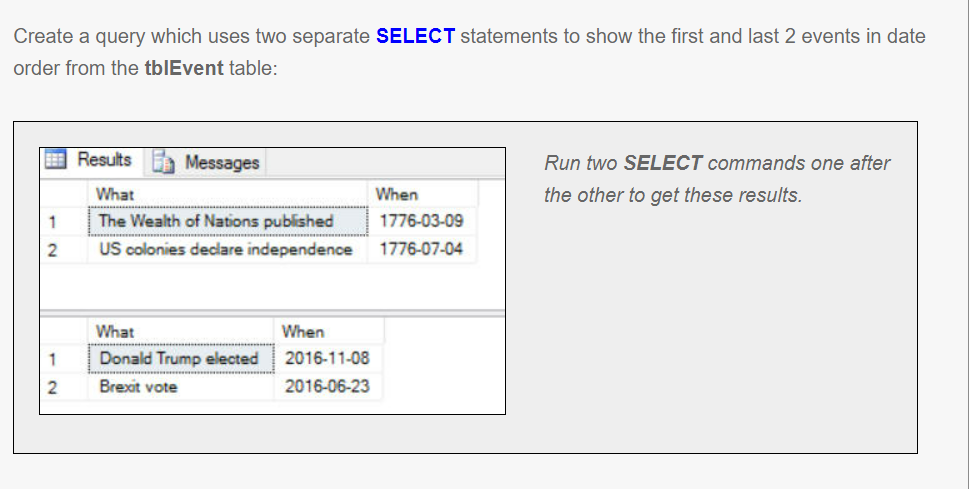 Create a query which uses two separate SELECT statements to show the first and last 2 events in date
order from the tblEvent table:
Results Messages
What When
1 The Wealth of Nations published 1776-03-09
2 US colonies declare independence 1776-07-04
What When
1 Donald Trump elected 2016-11-08
2 Brexit vote 2016-06-23
Run two SELECT commands one after
the other to get these results.